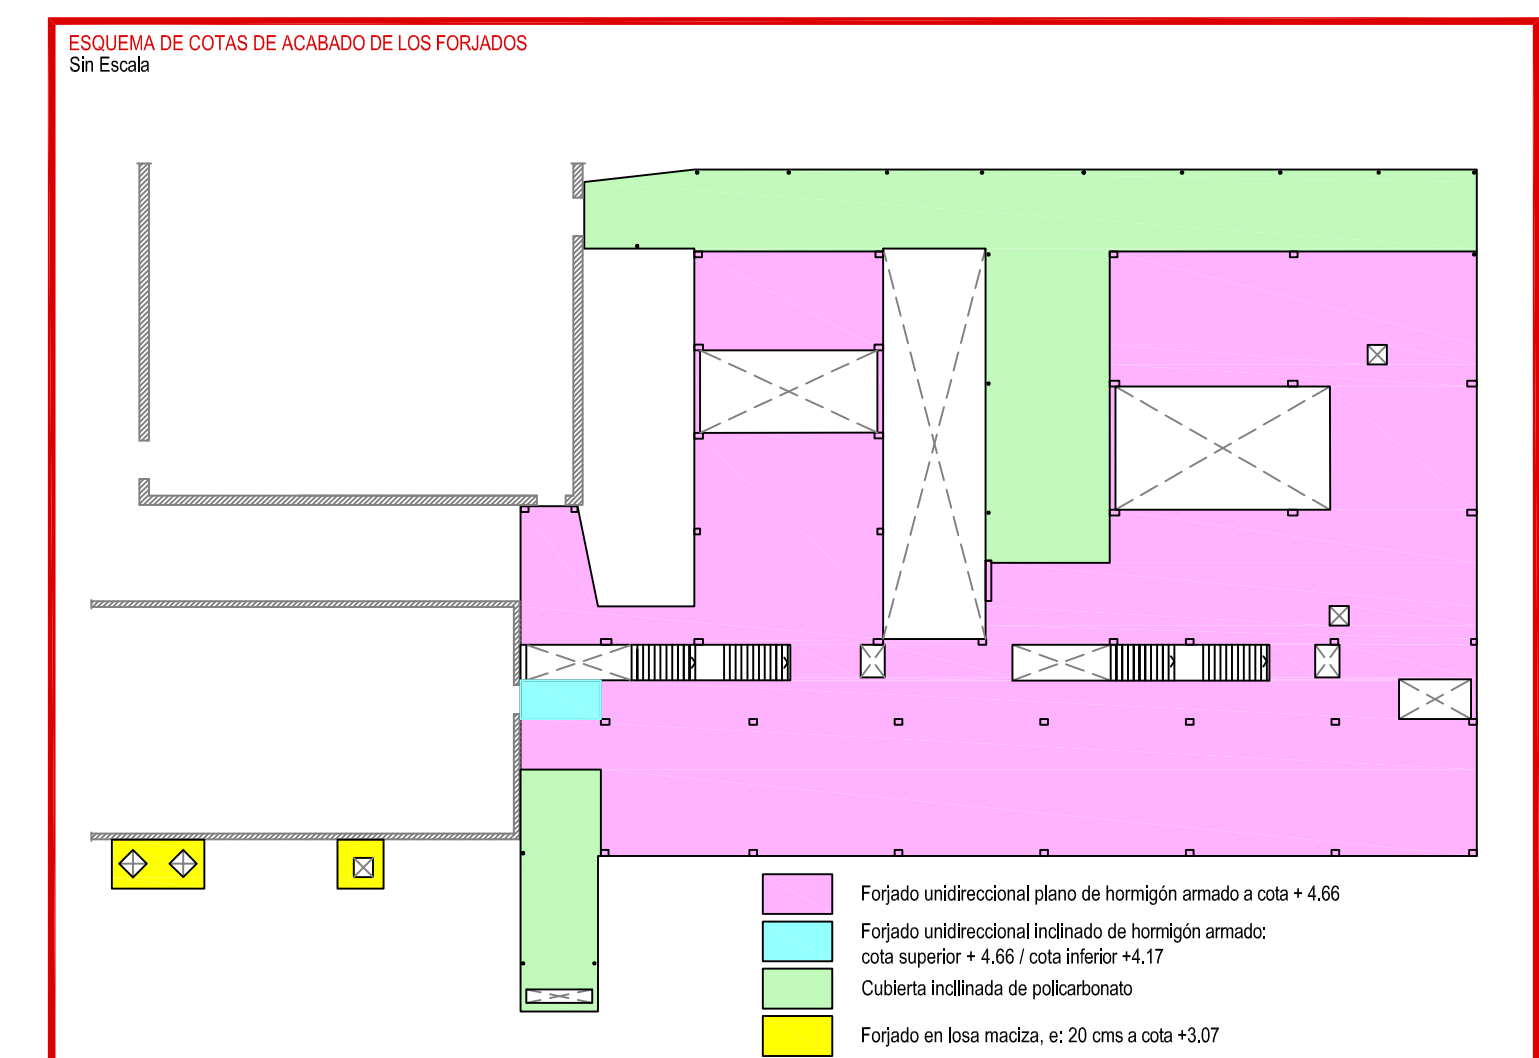 ESQUEMA DE COTAS DE ACABADO DE LOS FORJADOS
Sin Escala
Forjado unidireccional plano de hormigón armado a cota + 4.66
Forjado unidireccional inclinado de hormigón armado:
cota superior + 4.66 / cota inferior +4.17
Cubierta incllinada de policarbonato
Forjado en losa maciza, e: 20 cms a cota +3.07